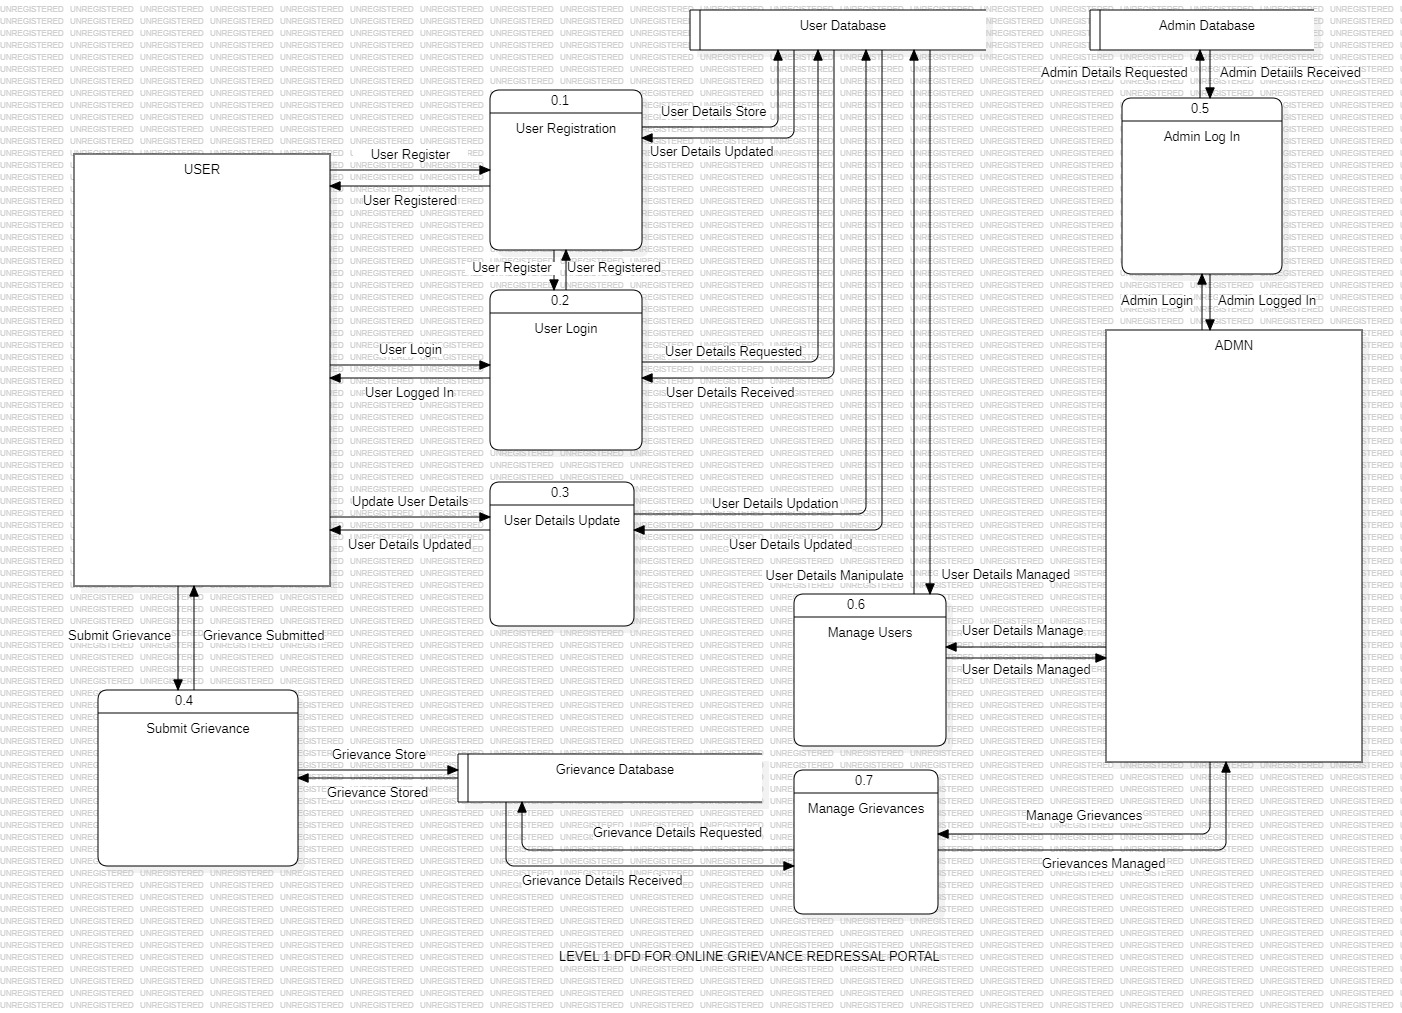 User Database
Admin Database
Admin Details Requested
Admin Details Received
0.1
User Registration
User Details Store
User Details Updated
0.5
Admin Log In
USER
User Register
User Registered
User Register
User Registered
0.2
User Login
User Login
User Logged In
User Details Requested
User Details Received
Admin Login
Admin Logged In
ADMN
Update User Details
User Details Updated
0.3
User Details Update
User Details Updation
User Details Updated
User Details Manipulate
User Details Managed
0.6
Manage Users
User Details Manage
User Details Managed
Submit Grievance
Grievance Submitted
0.4
Submit Grievance
Grievance Store
Grievance Stored
Grievance Database
0.7
Manage Grievances
Grievance Details Requested
Grievance Details Received
Manage Grievances
Grievances Managed
LEVEL 1 DFD FOR ONLINE GRIEVANCE REDRESSAL PORTAL
UNREGISTERED